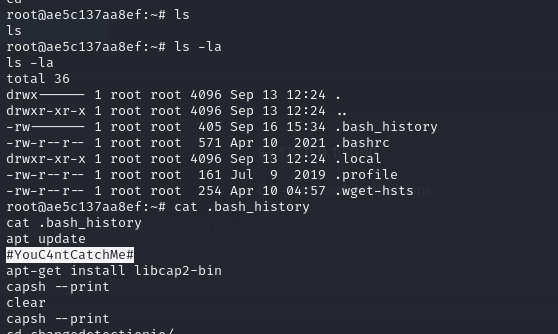 cd
root@ae5c137aa8ef:~# ls
ls
root@ae5c137aa8ef:~# ls -la
ls -la
total 36
drwx------ 1 root root 4096 Sep 13 12:24 .
drwxr-xr-x 1 root root 4096 Sep 13 12:24 ..
-rw------- 1 root root  405 Sep 16 15:34 .bash_history
-rw-r--r-- 1 root root  571 Apr 10  2021 .bashrc
drwxr-xr-x 1 root root 4096 Sep 13 12:24 .local
-rw-r--r-- 1 root root  161 Jul  9  2019 .profile
-rw-r--r-- 1 root root  254 Apr 10 04:57 .wget-hsts
root@ae5c137aa8ef:~# cat .bash_history
cat .bash_history
apt update
#YouC4ntCatchMe#
apt-get install libcap2-bin
capsh --print
clear
capsh --print
cd changedetectionio/